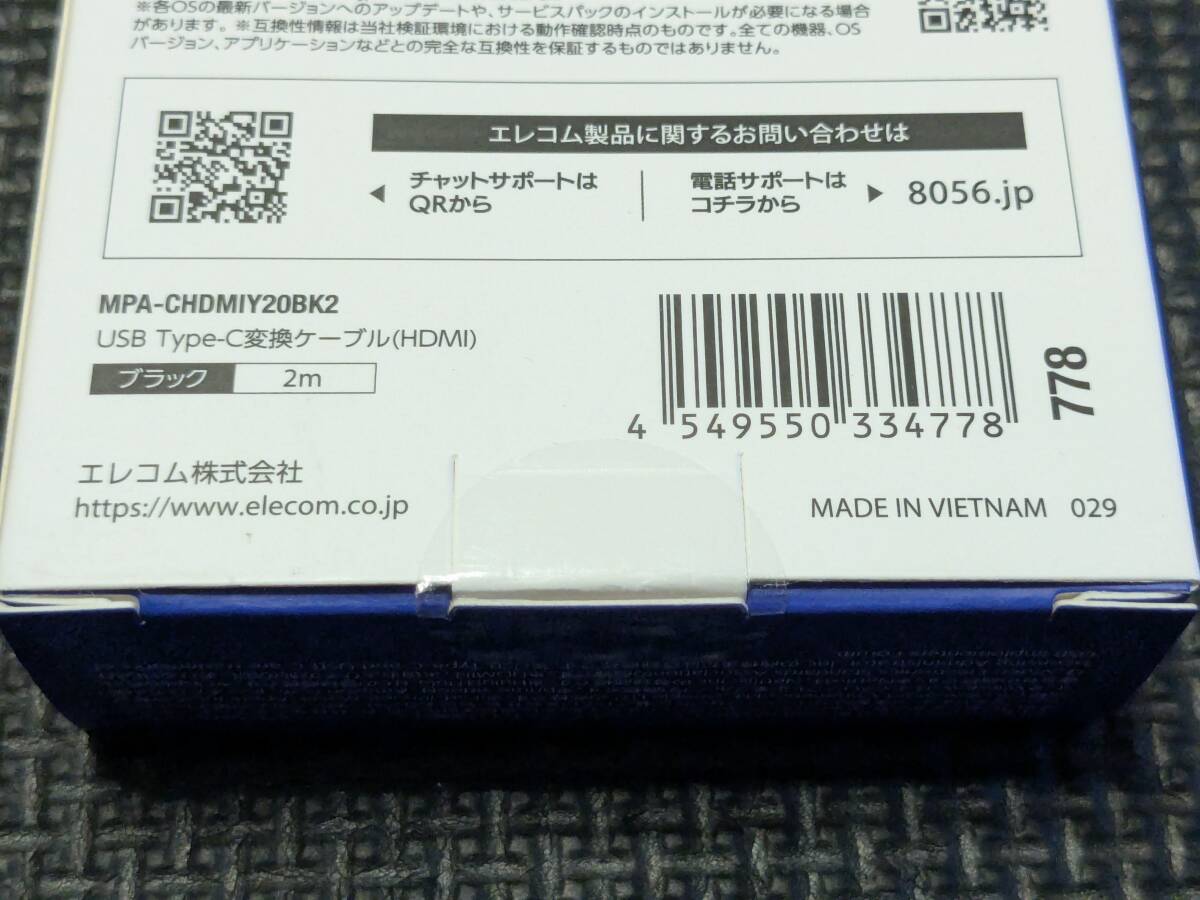 ※各OSの最新バージョンへのアップデートや、サービスパックのインストールが必要になる場合
があります。 ※互換性情報は当社検証環境における動作確認時点のものです。全ての機器、OS
バージョン、アプリケーションなどとの完全な互換性を保証するものではありません。
エレコム製品に関するお問い合わせは
チャットサポートは
QRから
電話サポートは
コチラから
8056.jp
MPA-CHDMIY20BK2
USB Type-C変換ケーブル(HDMI)
ブラック 2m
4 549550 334778
778
エレコム株式会社
https://www.elecom.co.jp
MADE IN VIETNAM 029